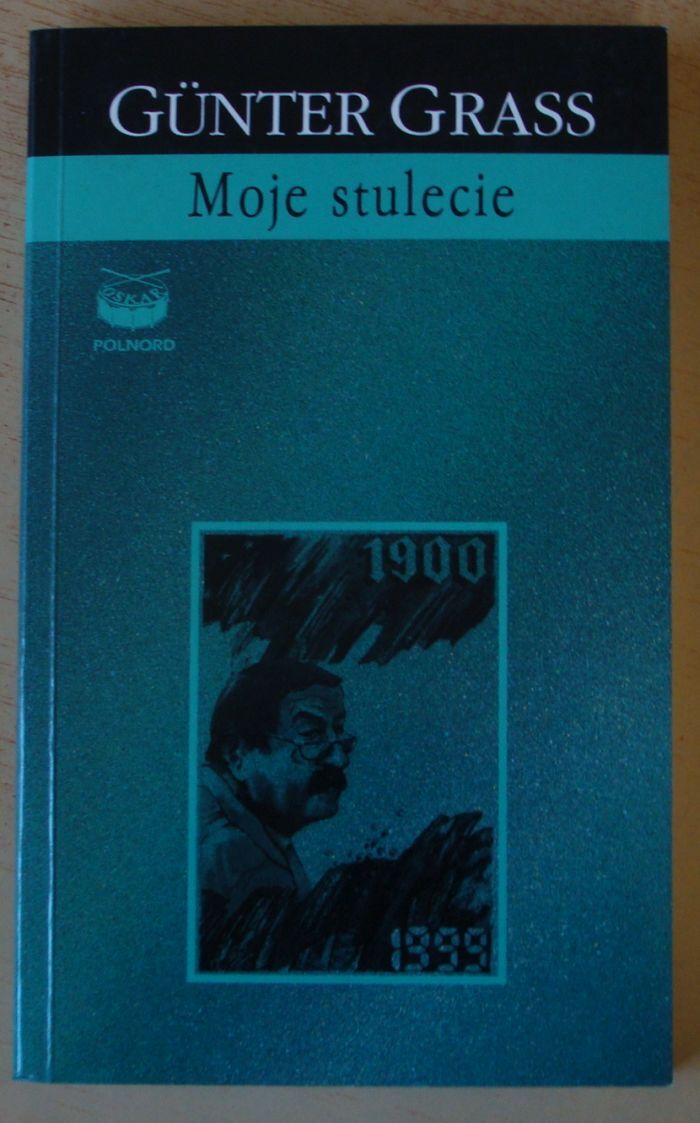 GÜNTER GRASS
Moje stulecie
OSKAR
POLNORD
1900
1999